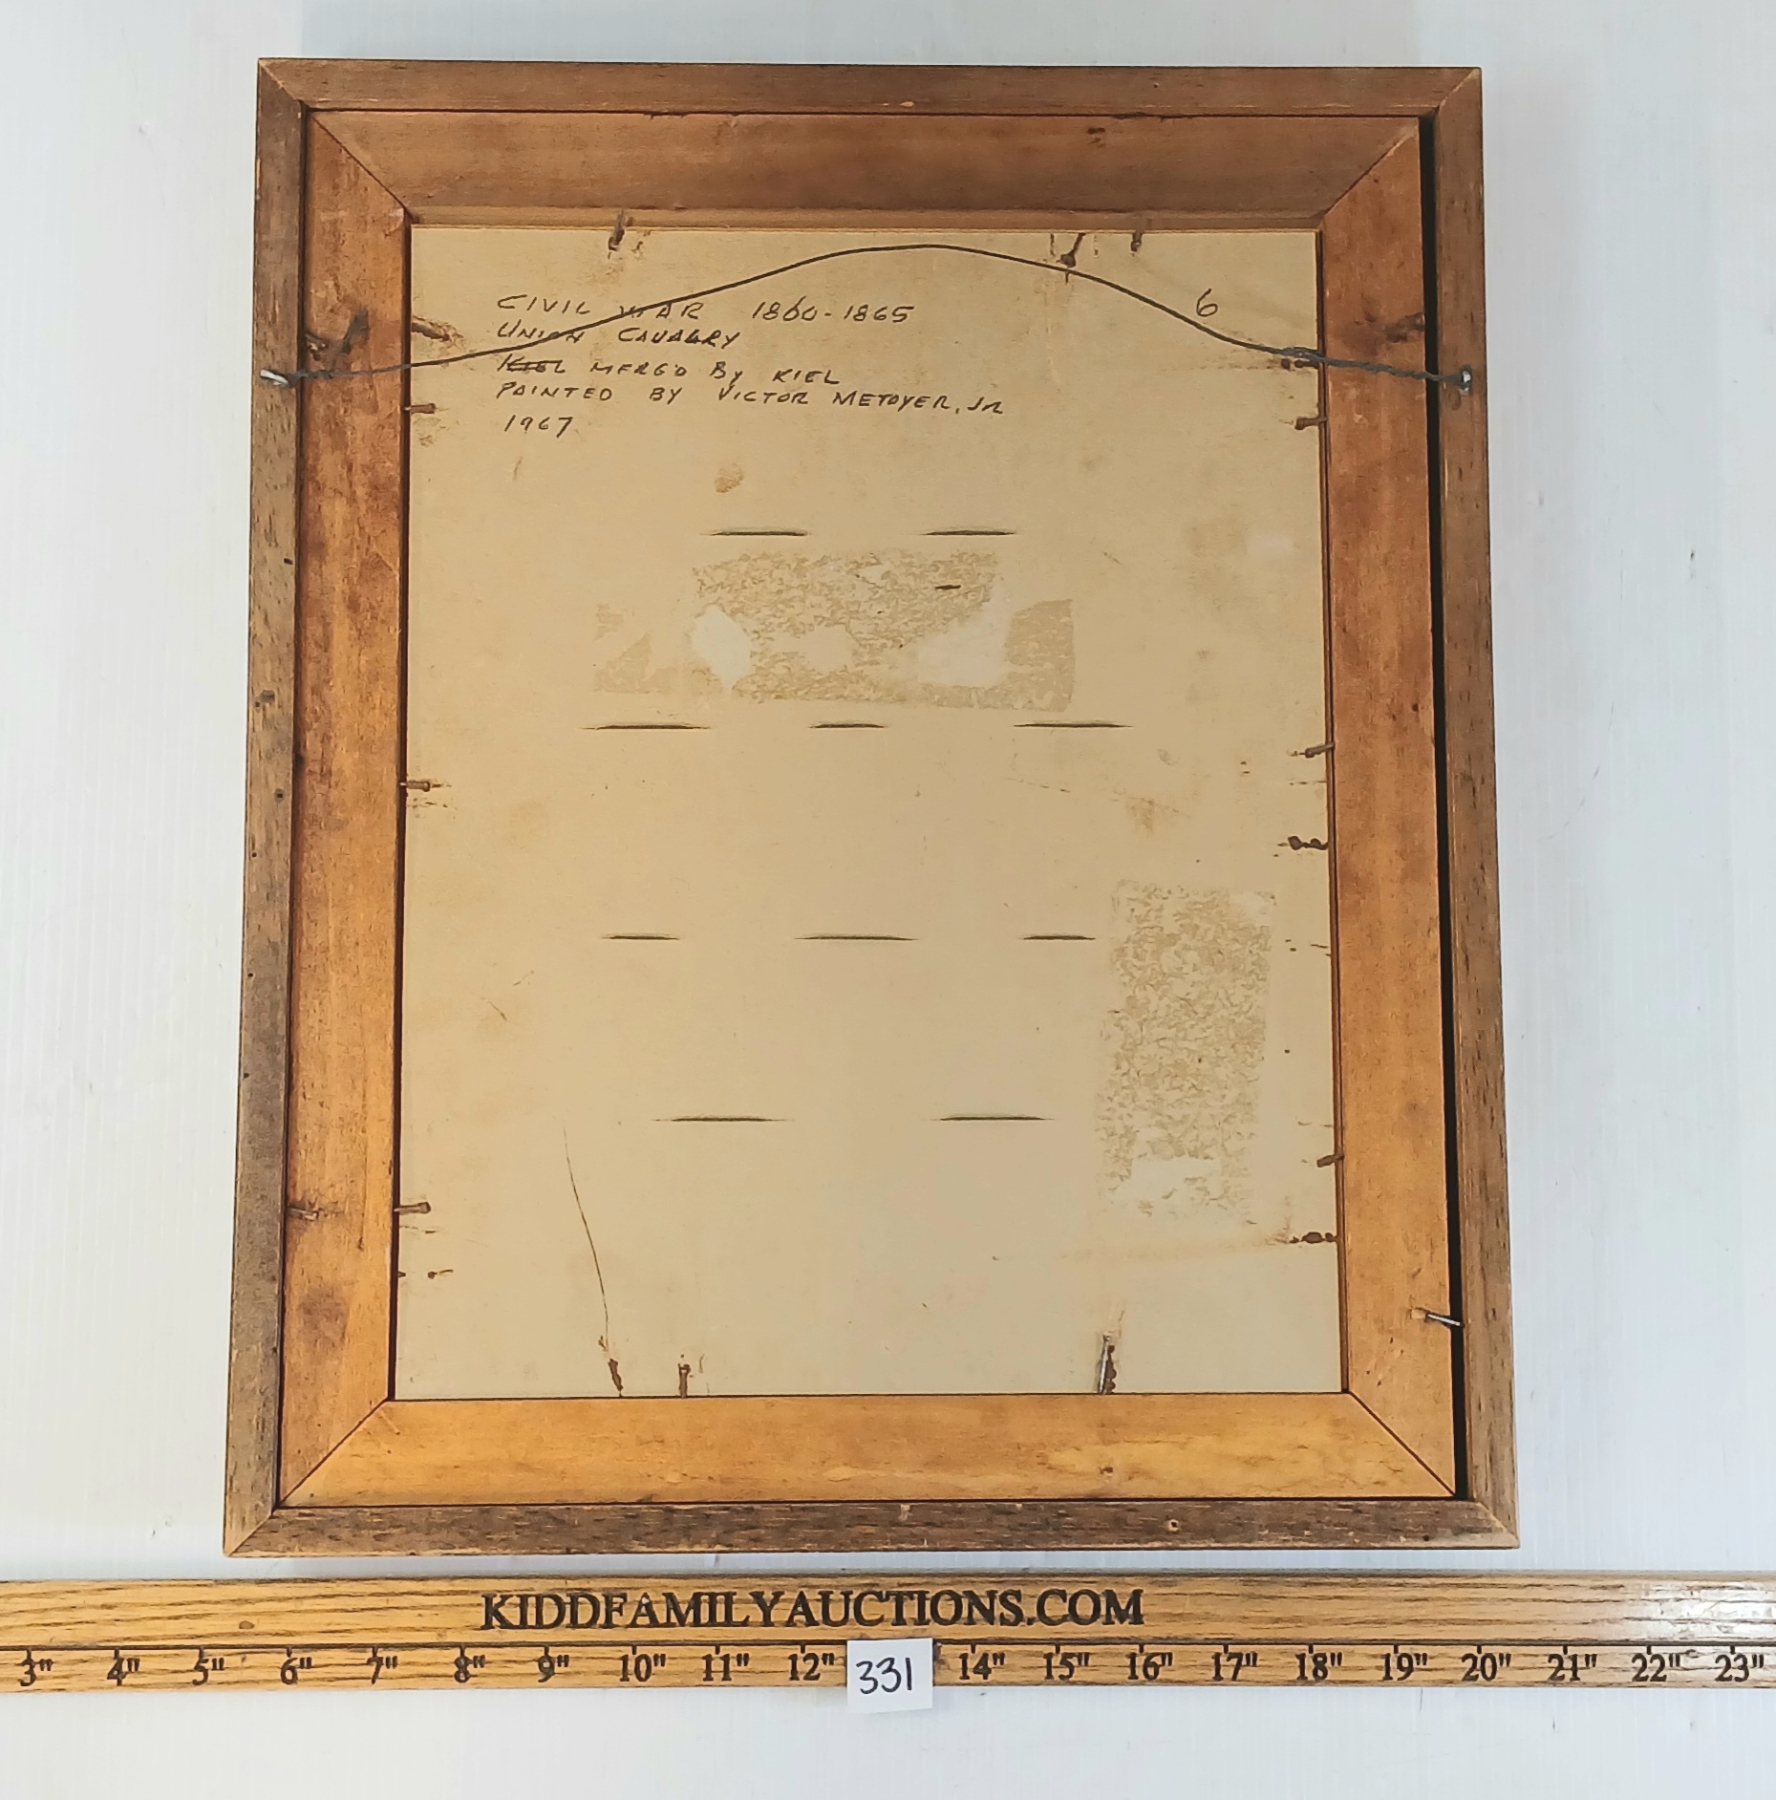 CIVIL WAR 1860-1865
6
UNION CAVALRY
KIEL MFRG'D BY KIEL
PAINTED BY VICTOR METOYER, JR
1967
KIDDFAMILYAUCTIONS.COM
3" 4" 5" 6" 7" 8" 9" 10" 11" 12" 14" 15" 16" 17" 18" 19" 20" 21" 22" 23"
331